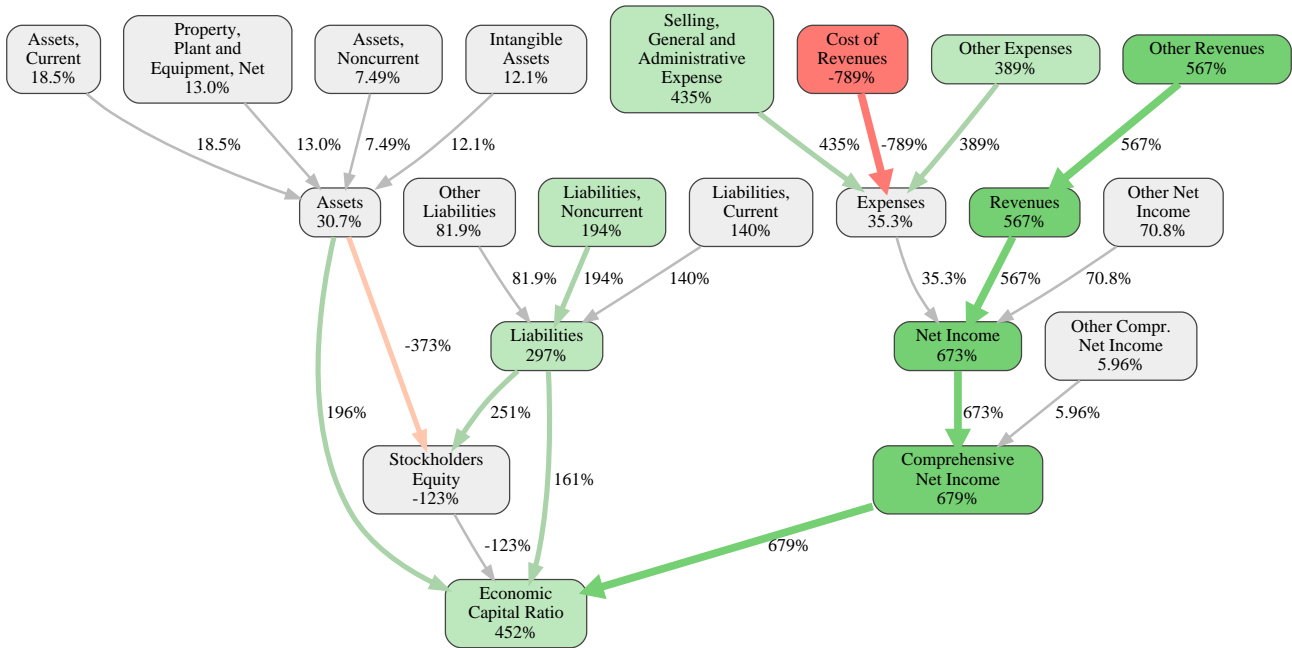 Assets,
Current
18.5%
Property,
Plant and
Equipment, Net
13.0%
Assets,
Noncurrent
7.49%
Intangible
Assets
12.1%
Selling,
General and
Administrative
Expense
435%
Cost of
Revenues
-789%
Other Expenses
389%
Other Revenues
567%
18.5%
13.0%
7.49%
12.1%
435%
-789%
389%
567%
Assets
30.7%
Other
Liabilities
81.9%
Liabilities,
Noncurrent
194%
Liabilities,
Current
140%
Expenses
35.3%
Revenues
567%
Other Net
Income
70.8%
81.9%
194%
140%
35.3%
567%
70.8%
-373%
Liabilities
297%
Net Income
673%
Other Compr.
Net Income
5.96%
196%
251%
673%
5.96%
Stockholders
Equity
-123%
161%
Comprehensive
Net Income
679%
-123%
679%
Economic
Capital Ratio
452%